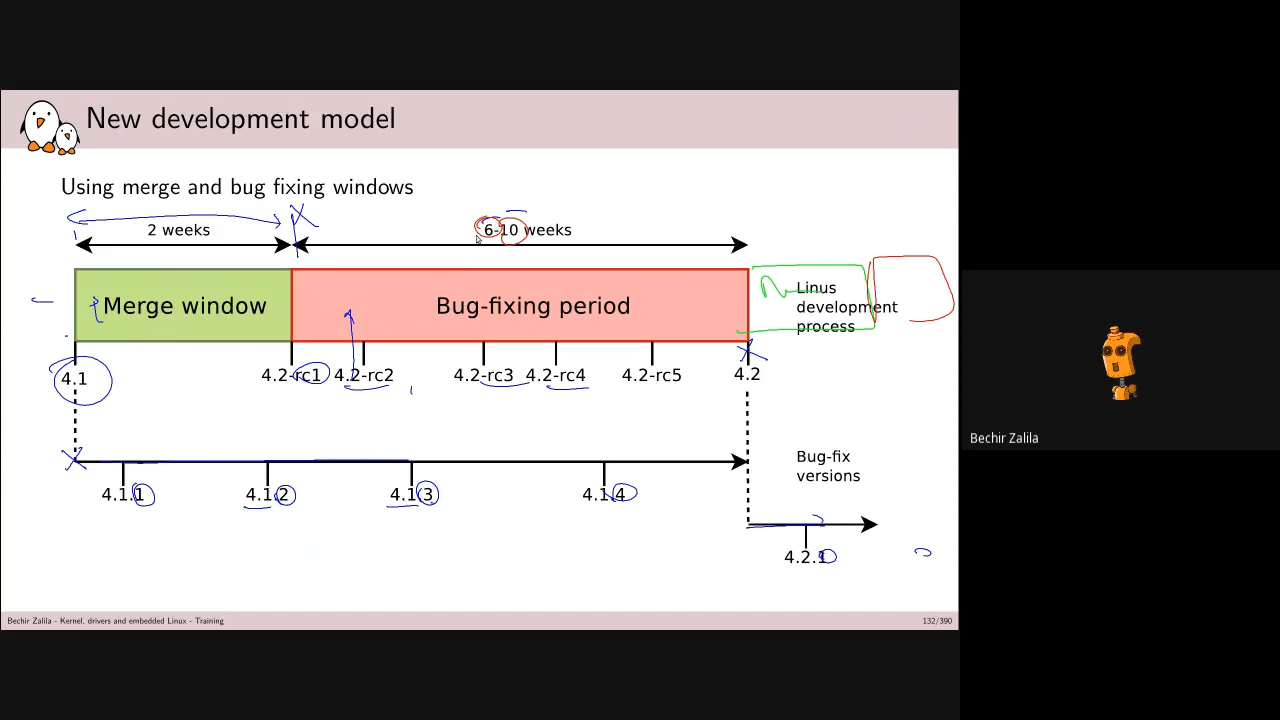 New development model
Using merge and bug fixing windows
2 weeks
6-10 weeks
Merge window
Bug-fixing period
Linus
development
process
4.1
4.2-rc1
4.2-rc2
4.2-rc3
4.2-rc4
4.2-rc5
4.2
4.1.1
4.1.2
4.1.3
4.1.4
Bug-fix
versions
4.2.1
Bechir Zalila - Kernel, drivers and embedded Linux - Training
132/390
Bechir Zalila